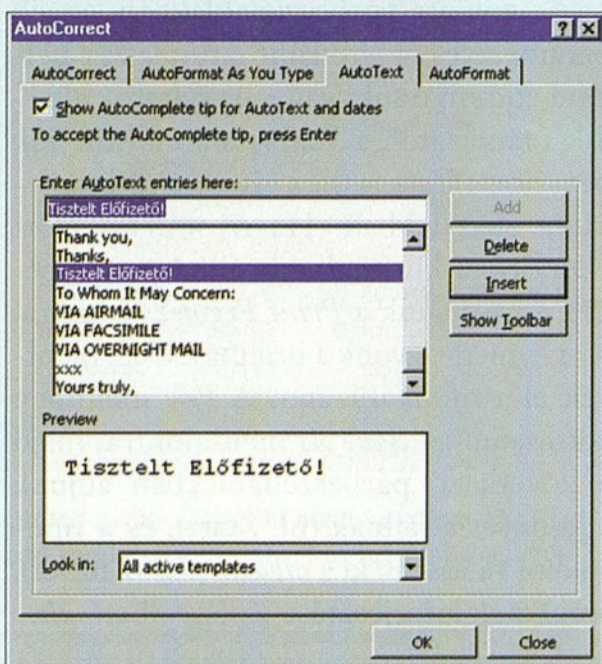 AutoCorrect
AutoCorrect AutoFormat As You Type AutoText AutoFormat
Show AutoComplete tip for AutoText and dates
To accept the AutoComplete tip, press Enter
Enter AutoText entries here:
Tisztelt Előfizető!
Add
Thank you,
Thanks,
Tisztelt Előfizető!
To Whom It May Concern:
VIA AIRMAIL
VIA FACSIMILE
VIA OVERNIGHT MAIL
xxx
Yours truly,
Delete
Insert
Show Toolbar
Preview
Tisztelt Előfizető!
Look in: All active templates
OK Close